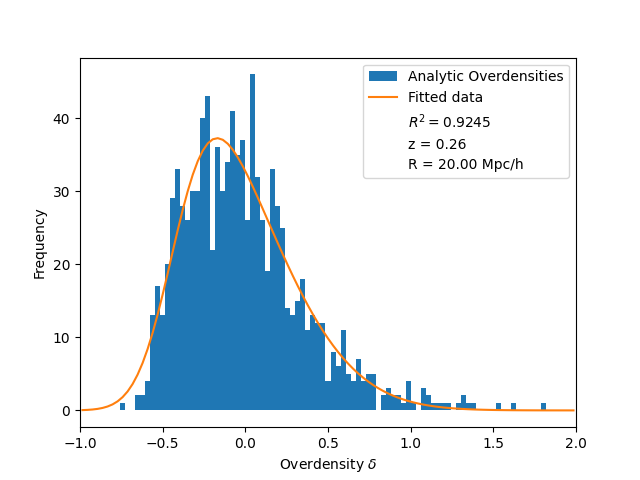 Analytic Overdensities
Fitted data
R² = 0.9245
z = 0.26
R = 20.00 Mpc/h
40
30
20
10
0
Frequency
−1.0 −0.5 0.0 0.5 1.0 1.5 2.0
Overdensity δ